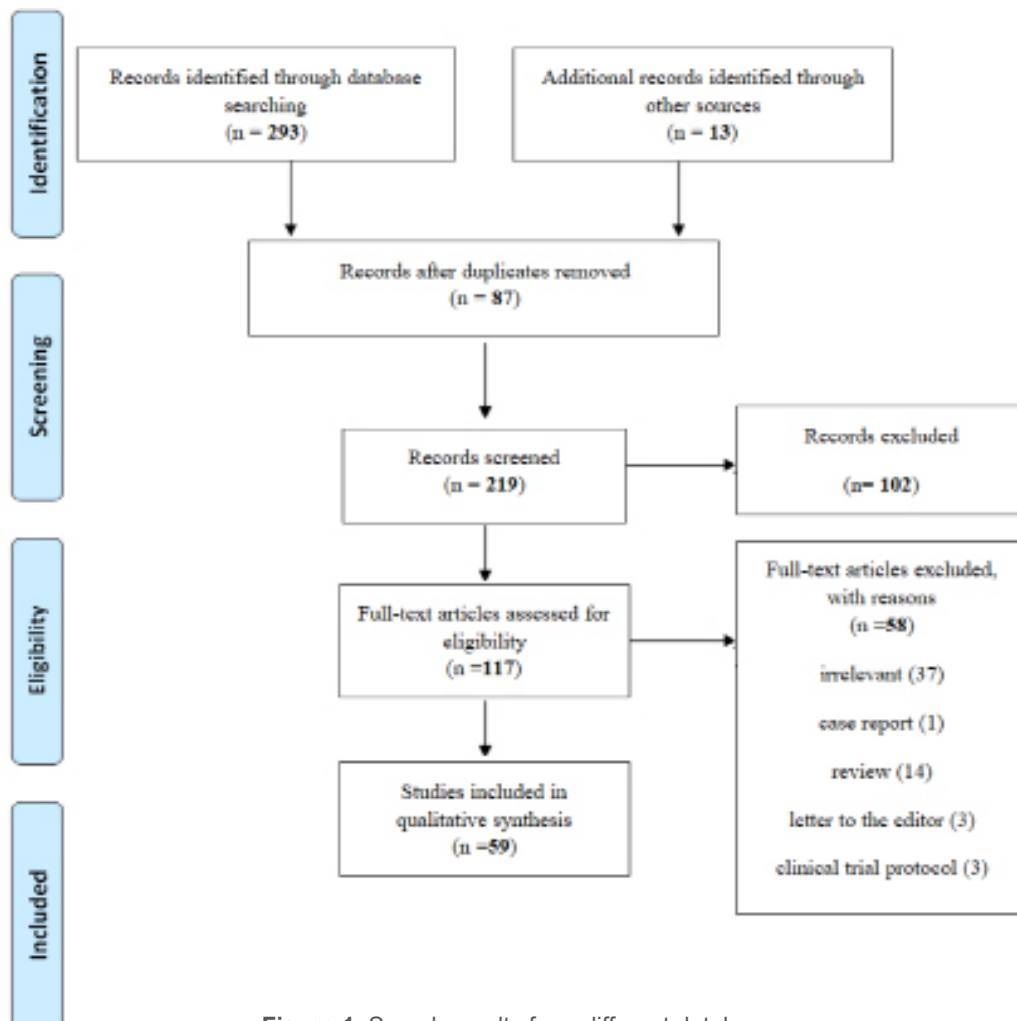 Identification
Records identified through database
searching
(n = 293)
Additional records identified through
other sources
(n = 13)
Records after duplicates removed
(n = 87)
Screening
Records screened
(n = 219)
Records excluded
(n= 102)
Eligibility
Full-text articles assessed for
eligibility
(n =117)
Full-text articles excluded,
with reasons
(n =58)
irrelevant (37)
case report (1)
review (14)
letter to the editor (3)
clinical trial protocol (3)
Included
Studies included in
qualitative synthesis
(n =59)